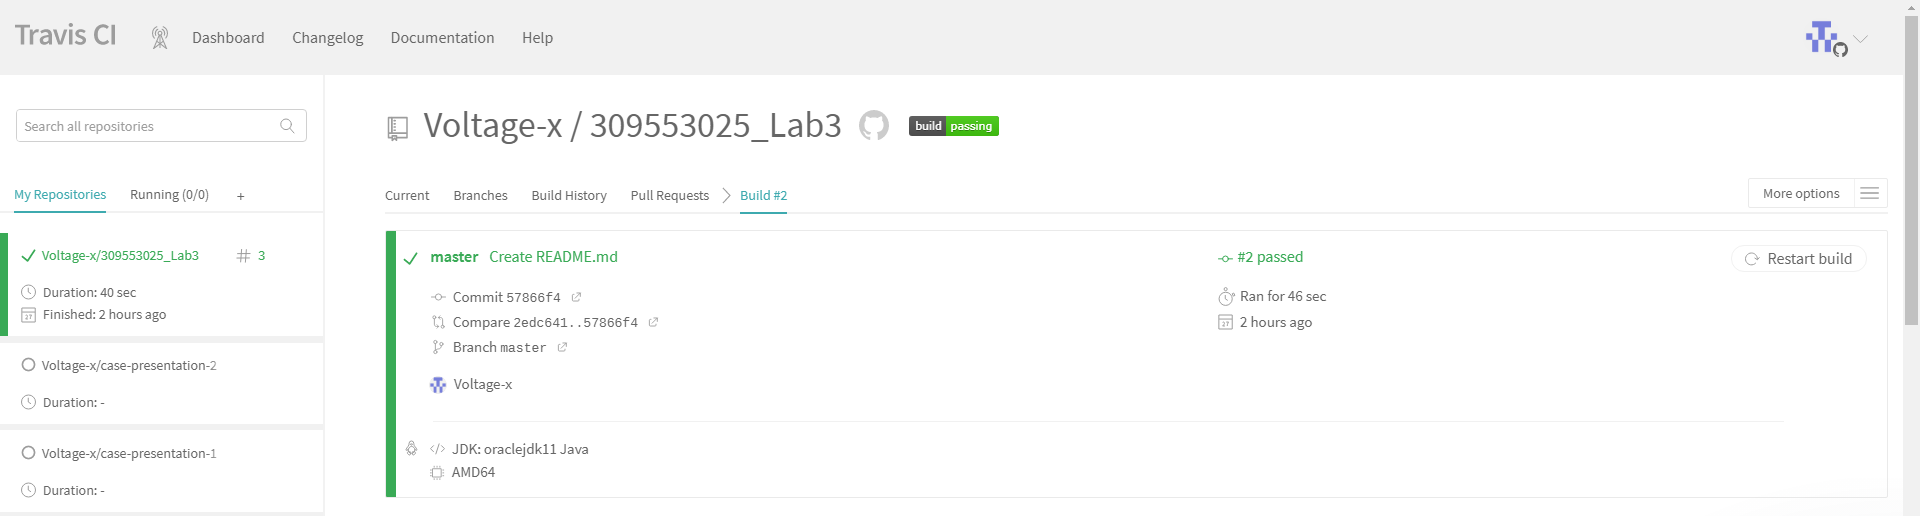 Travis CI
Dashboard Changelog Documentation Help
Search all repositories
My Repositories Running (0/0) +
Voltage-x/309553025_Lab3 # 3
Duration: 40 sec
27 Finished: 2 hours ago
Voltage-x/case-presentation-2
Duration: -
Voltage-x/case-presentation-1
Duration: -
Voltage-x / 309553025_Lab3 build passing
Current Branches Build History Pull Requests Build #2 More options
master Create README.md
Commit 57866f4
Compare 2edc641..57866f4
Branch master
Voltage-x
#2 passed
Ran for 46 sec
27 2 hours ago
Restart build
</> JDK: oraclejdk11 Java
AMD64